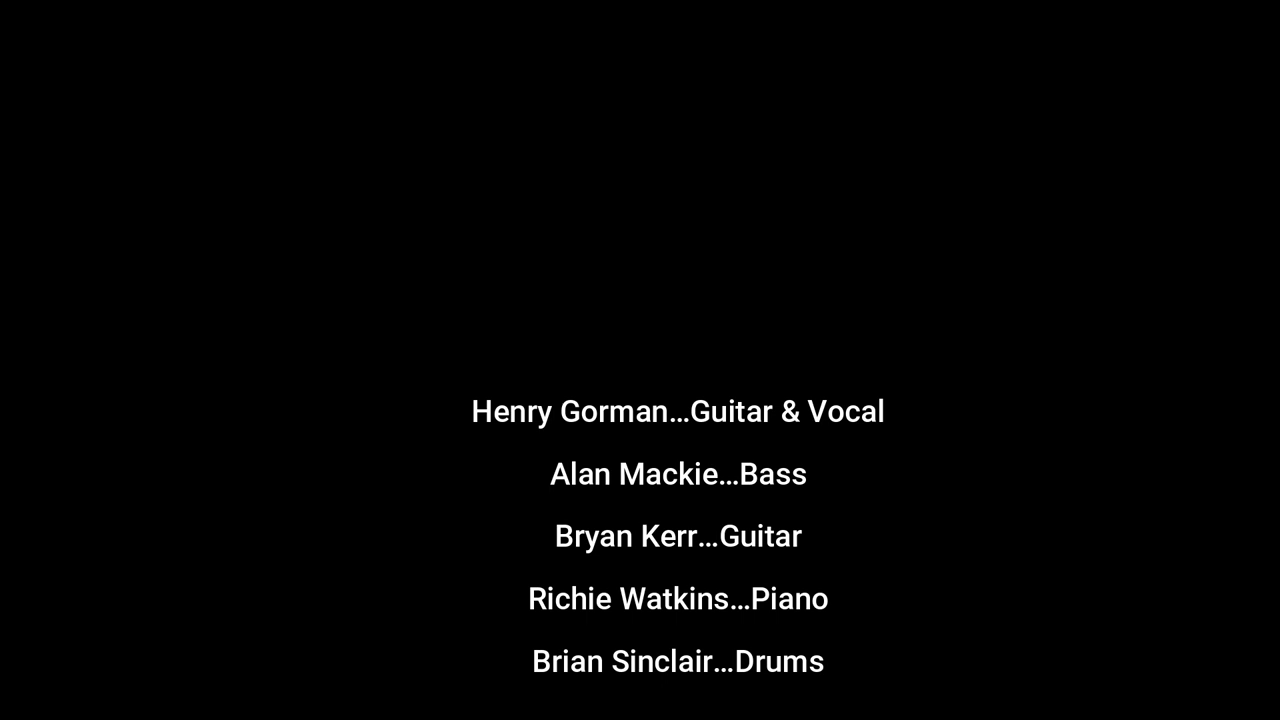 Henry Gorman...Guitar & Vocal
Alan Mackie...Bass
Bryan Kerr...Guitar
Richie Watkins...Piano
Brian Sinclair...Drums